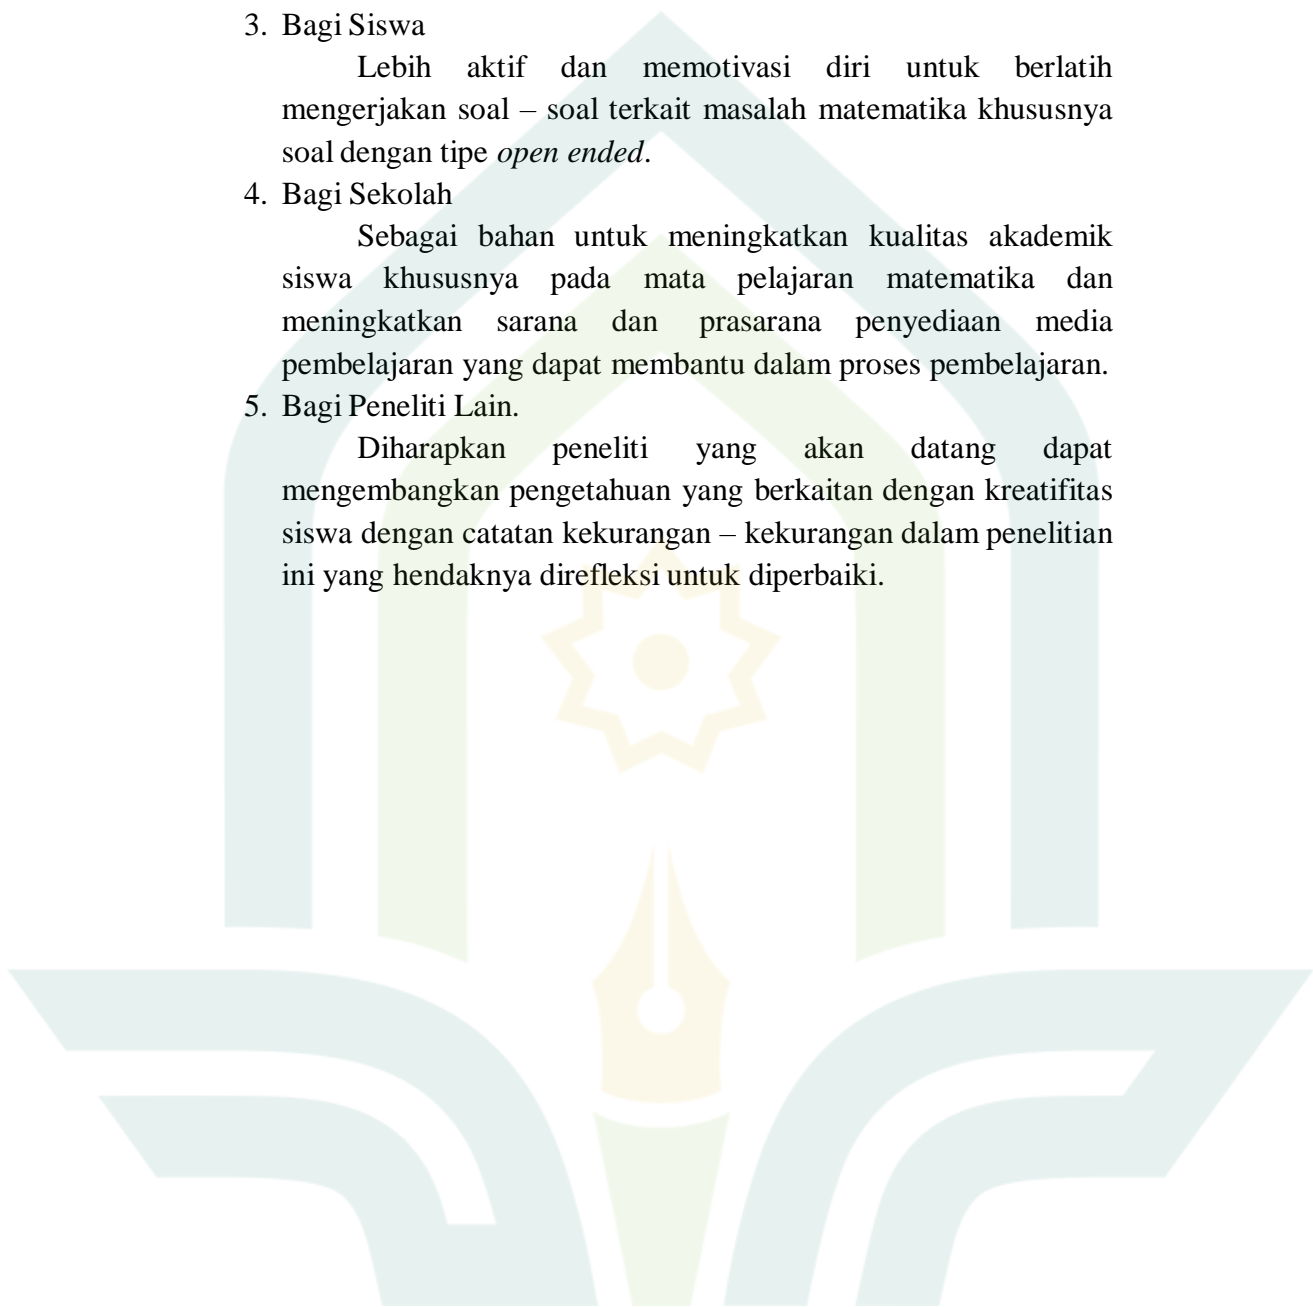 3. Bagi Siswa
Lebih aktif dan memotivasi diri untuk berlatih
mengerjakan soal – soal terkait masalah matematika khususnya
soal dengan tipe open ended.
4. Bagi Sekolah
Sebagai bahan untuk meningkatkan kualitas akademik
siswa khususnya pada mata pelajaran matematika dan
meningkatkan sarana dan prasarana penyediaan media
pembelajaran yang dapat membantu dalam proses pembelajaran.
5. Bagi Peneliti Lain.
Diharapkan peneliti yang akan datang dapat
mengembangkan pengetahuan yang berkaitan dengan kreatifitas
siswa dengan catatan kekurangan – kekurangan dalam penelitian
ini yang hendaknya direfleksi untuk diperbaiki.